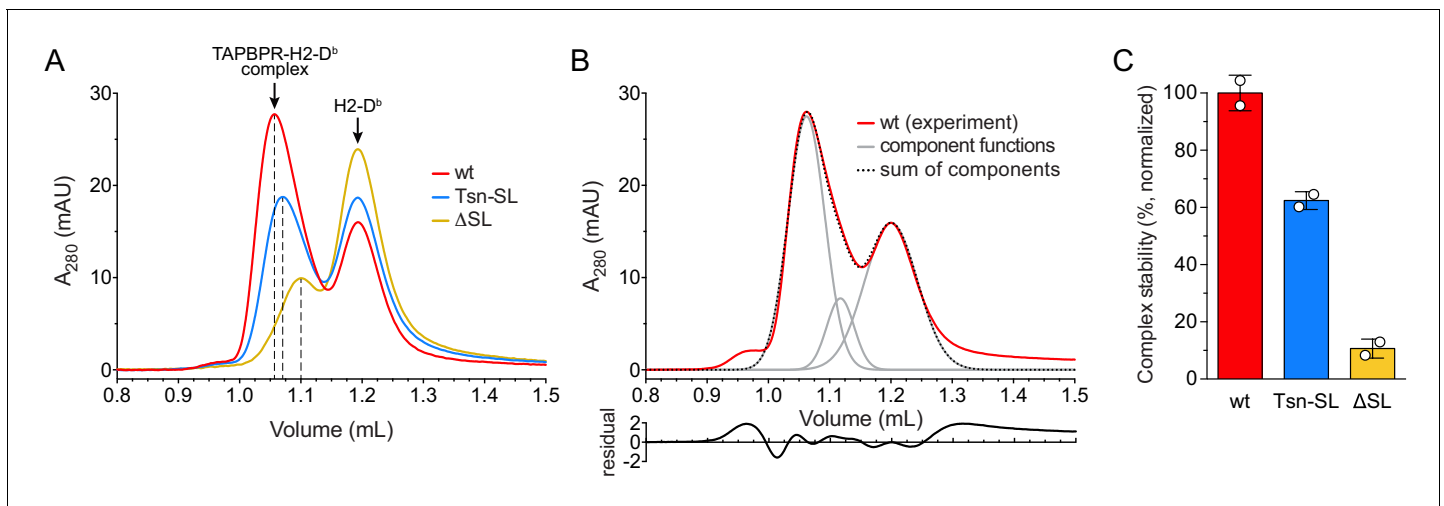 A
TAPBPR-H2-Dᵇ
complex
H2-Dᵇ
30
20
10
0
A₂₈₀ (mAU)
wt
Tsn-SL
ΔSL
0.8 0.9 1.0 1.1 1.2 1.3 1.4 1.5
Volume (mL)
B
30
20
10
0
A₂₈₀ (mAU)
wt (experiment)
component functions
sum of components
0.8 0.9 1.0 1.1 1.2 1.3 1.4 1.5
Volume (mL)
2
0
-2
residual
C
100
80
60
40
20
10
0
Complex stability (%, normalized)
wt Tsn-SL ΔSL